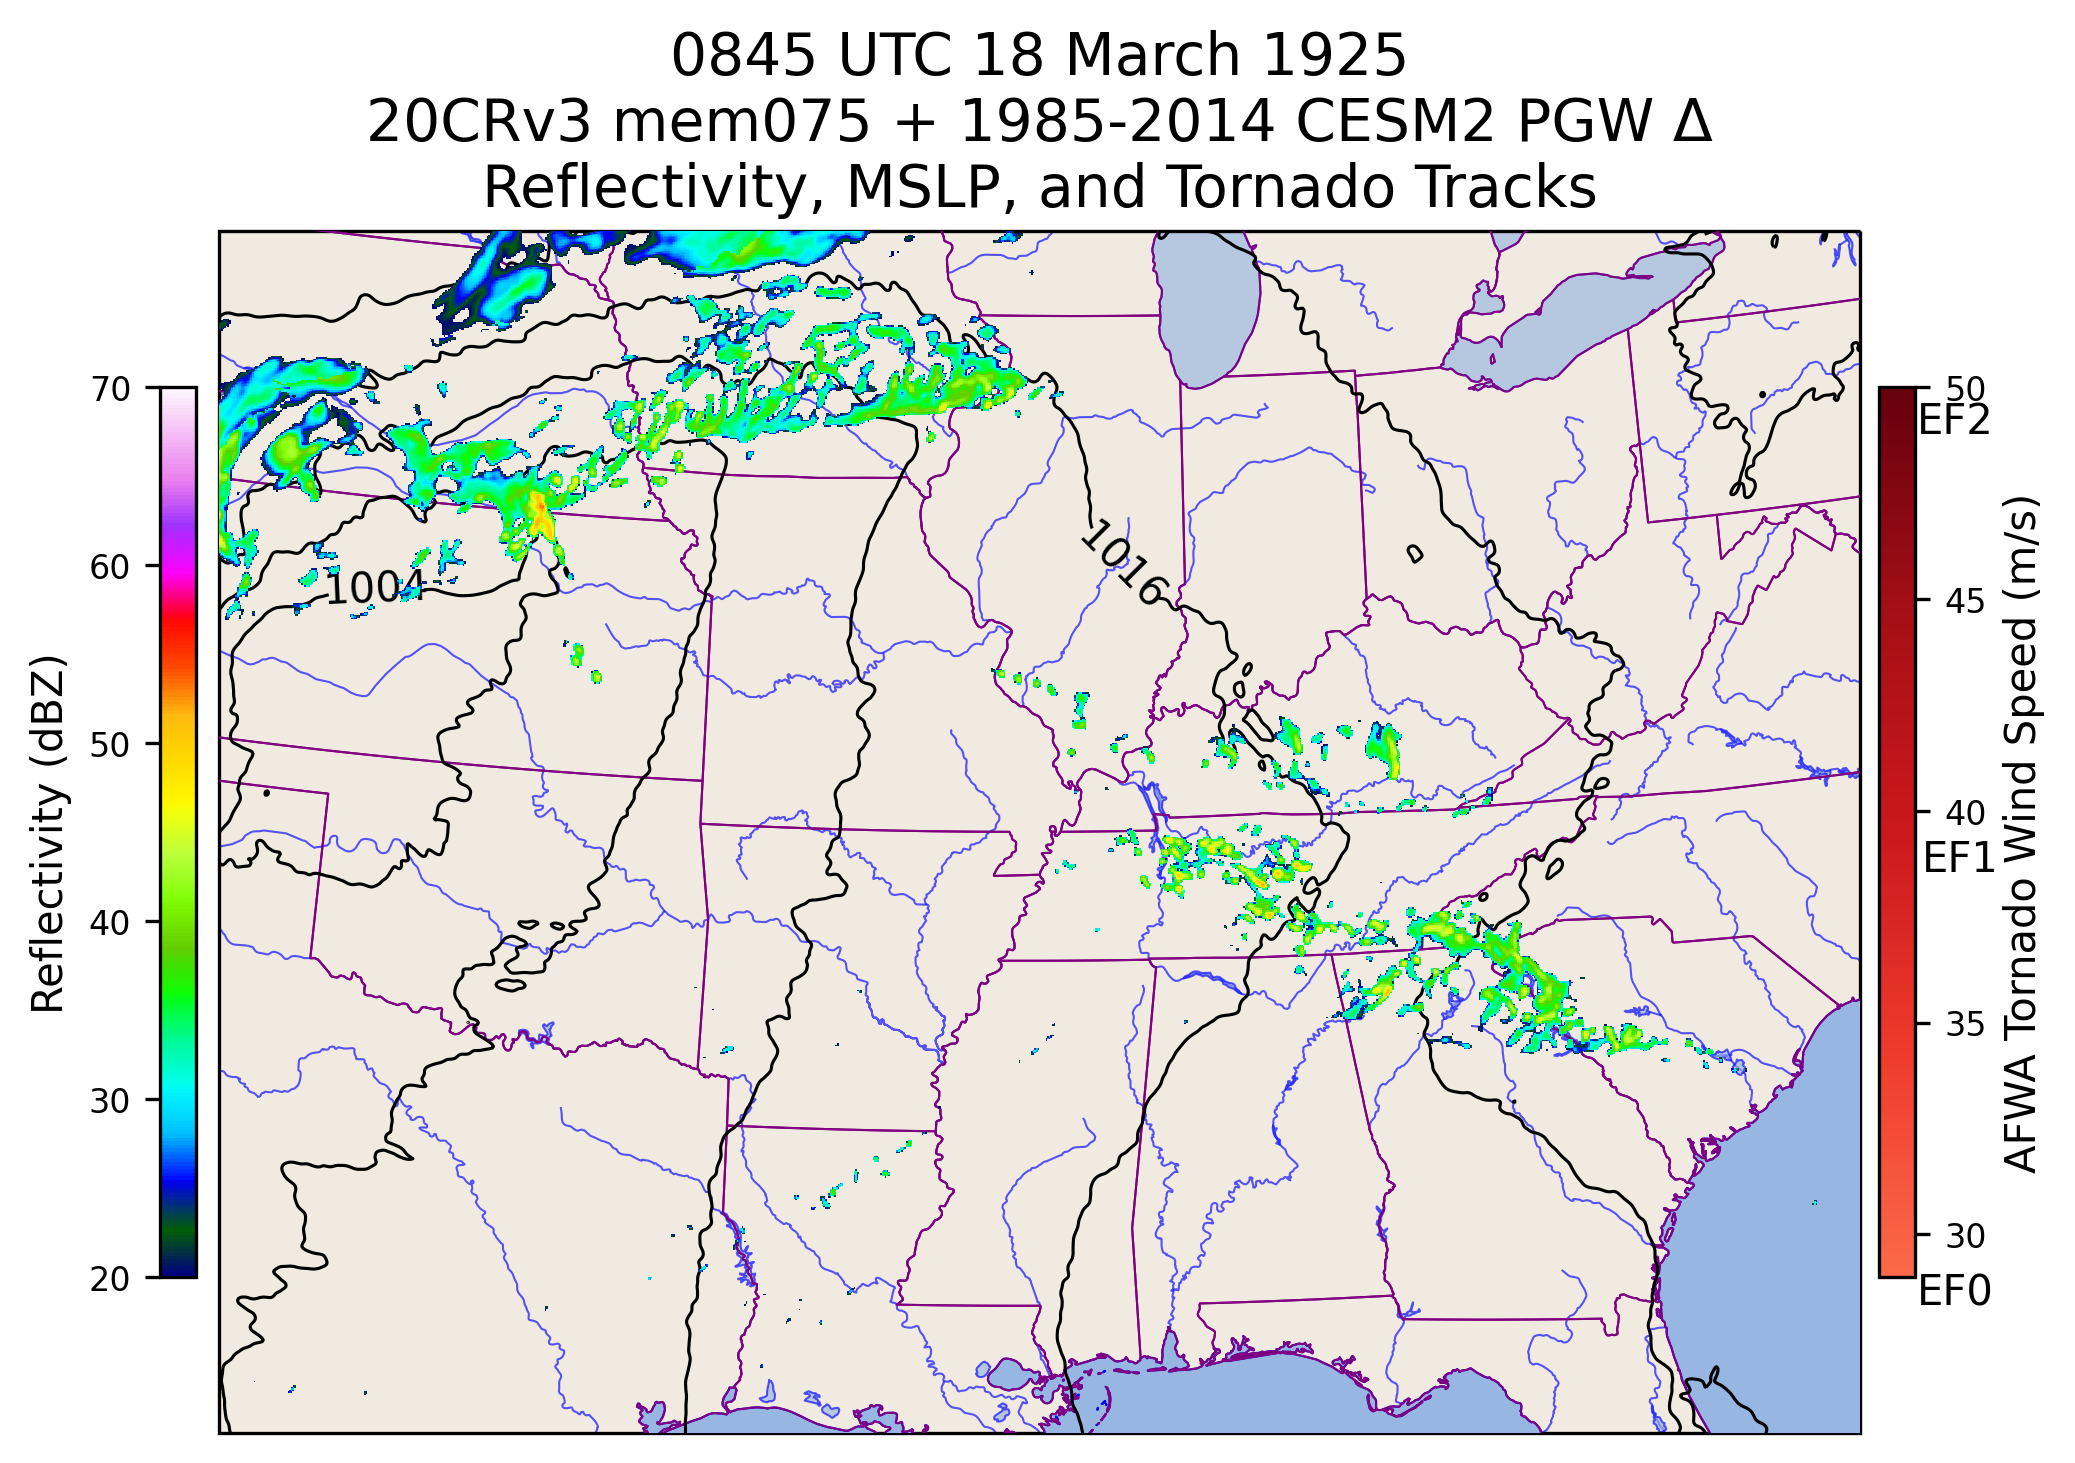 0845 UTC 18 March 1925
20CRv3 mem075 + 1985-2014 CESM2 PGW Δ
Reflectivity, MSLP, and Tornado Tracks
70
60
50
40
30
20
Reflectivity (dBZ)
1004
1016
50
EF2
45
40
EF1
35
30
EF0
AFWA Tornado Wind Speed (m/s)